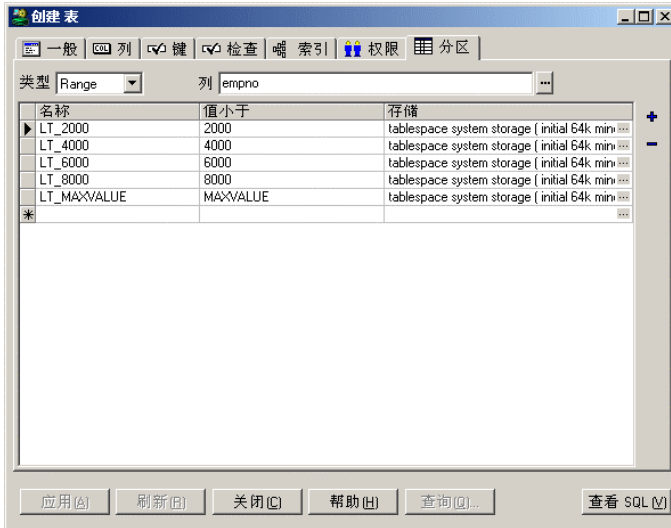 创建 表
一般 COL 列 键 检查 索引 权限 分区
类型 Range 列 empno ...
名称 值小于 存储
LT_2000 2000 tablespace system storage ( initial 64k min ...
LT_4000 4000 tablespace system storage ( initial 64k min ...
LT_6000 6000 tablespace system storage ( initial 64k min ...
LT_8000 8000 tablespace system storage ( initial 64k min ...
LT_MAXVALUE MAXVALUE tablespace system storage ( initial 64k min ...
* ...
应用(A) 刷新(R) 关闭(C) 帮助(H) 查询(Q)... 查看 SQL (V)